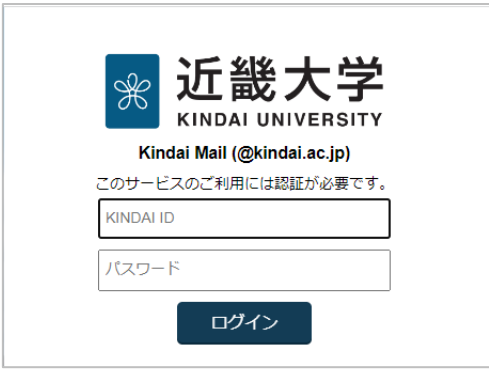 近畿大学
KINDAI UNIVERSITY
Kindai Mail (@kindai.ac.jp)
このサービスのご利用には認証が必要です。
KINDAI ID
パスワード
ログイン